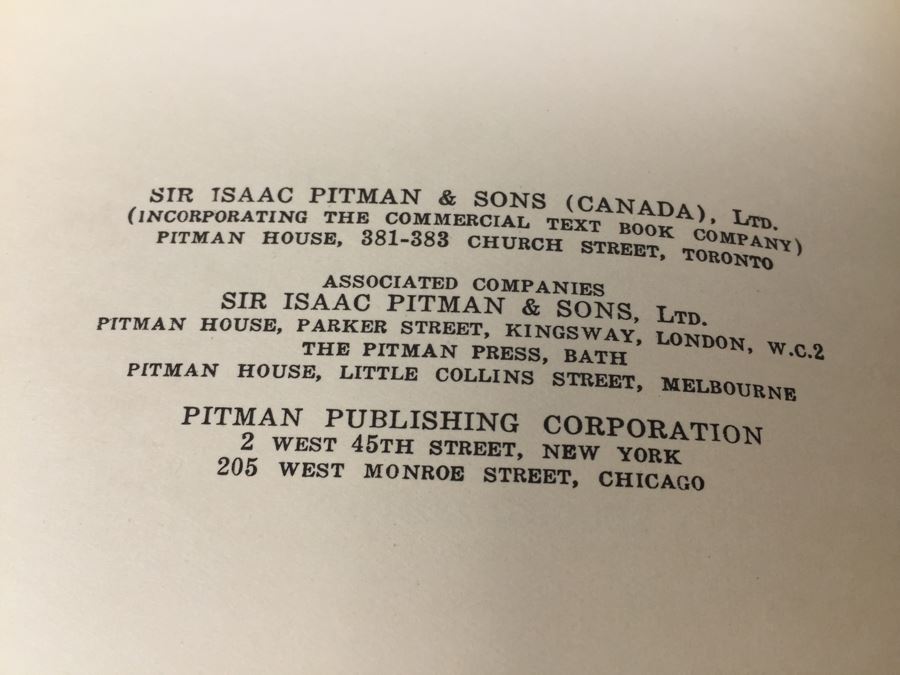 SIR ISAAC PITMAN & SONS (CANADA), LTD.
(INCORPORATING THE COMMERCIAL TEXT BOOK COMPANY)
PITMAN HOUSE, 381-383 CHURCH STREET, TORONTO
ASSOCIATED COMPANIES
SIR ISAAC PITMAN & SONS, LTD.
PITMAN HOUSE, PARKER STREET, KINGSWAY, LONDON, W.C.2
THE PITMAN PRESS, BATH
PITMAN HOUSE, LITTLE COLLINS STREET, MELBOURNE
PITMAN PUBLISHING CORPORATION
2 WEST 45TH STREET, NEW YORK
205 WEST MONROE STREET, CHICAGO